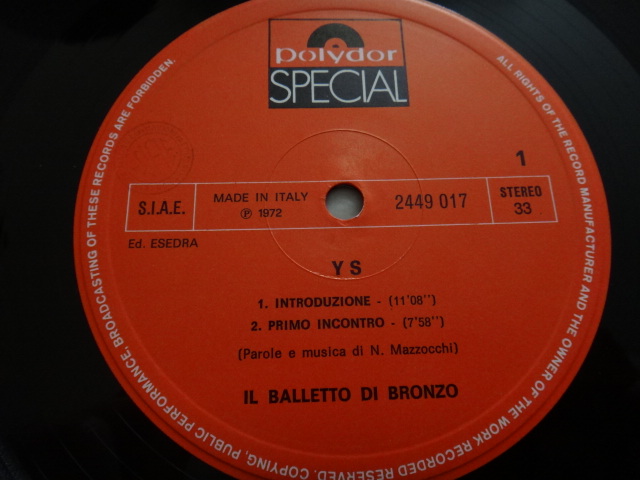 polydor
SPECIAL
1
S.I.A.E.
MADE IN ITALY
℗ 1972
2449 017
STEREO
33
Ed. ESEDRA
YS
1. INTRODUZIONE - (11'08'')
2. PRIMO INCONTRO - (7'58'')
(Parole e musica di N. Mazzocchi)
IL BALLETTO DI BRONZO
ALL RIGHTS OF THE RECORD MANUFACTURER AND THE OWNER OF THE WORK RECORDED RESERVED. COPYING, PUBLIC PERFORMANCE, BROADCASTING OF THESE RECORDS ARE FORBIDDEN.